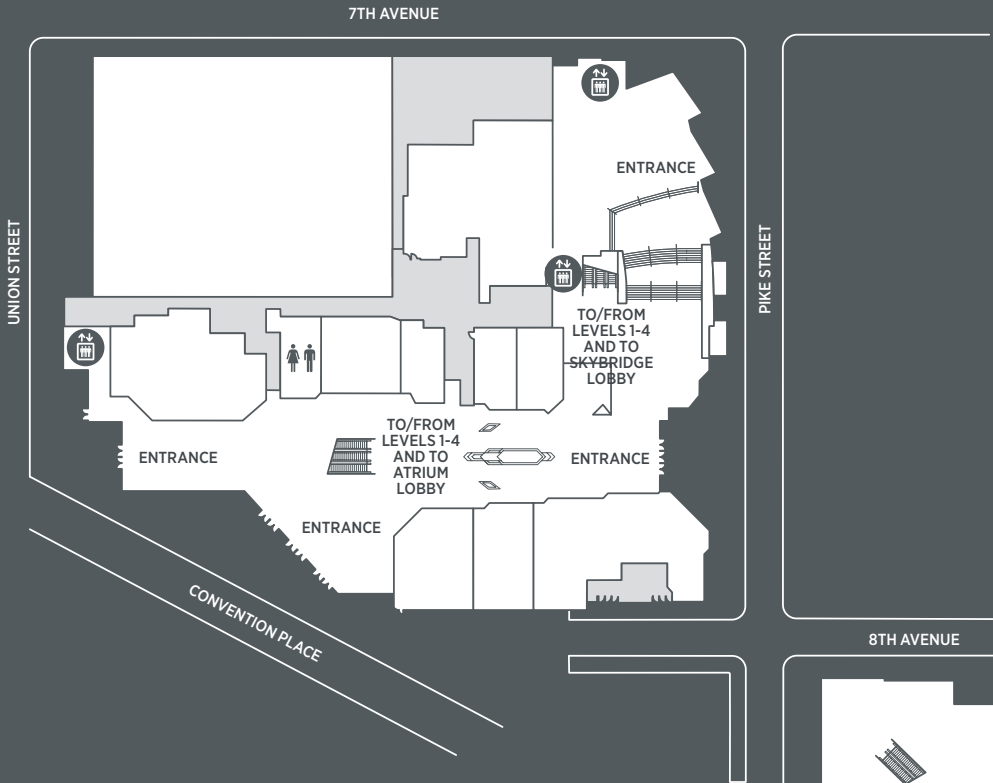 7TH AVENUE
ENTRANCE
UNION STREET
PIKE STREET
TO/FROM
LEVELS 1-4
AND TO
SKYBRIDGE
LOBBY
TO/FROM
LEVELS 1-4
AND TO
ATRIUM
LOBBY
ENTRANCE
ENTRANCE
ENTRANCE
CONVENTION PLACE
8TH AVENUE